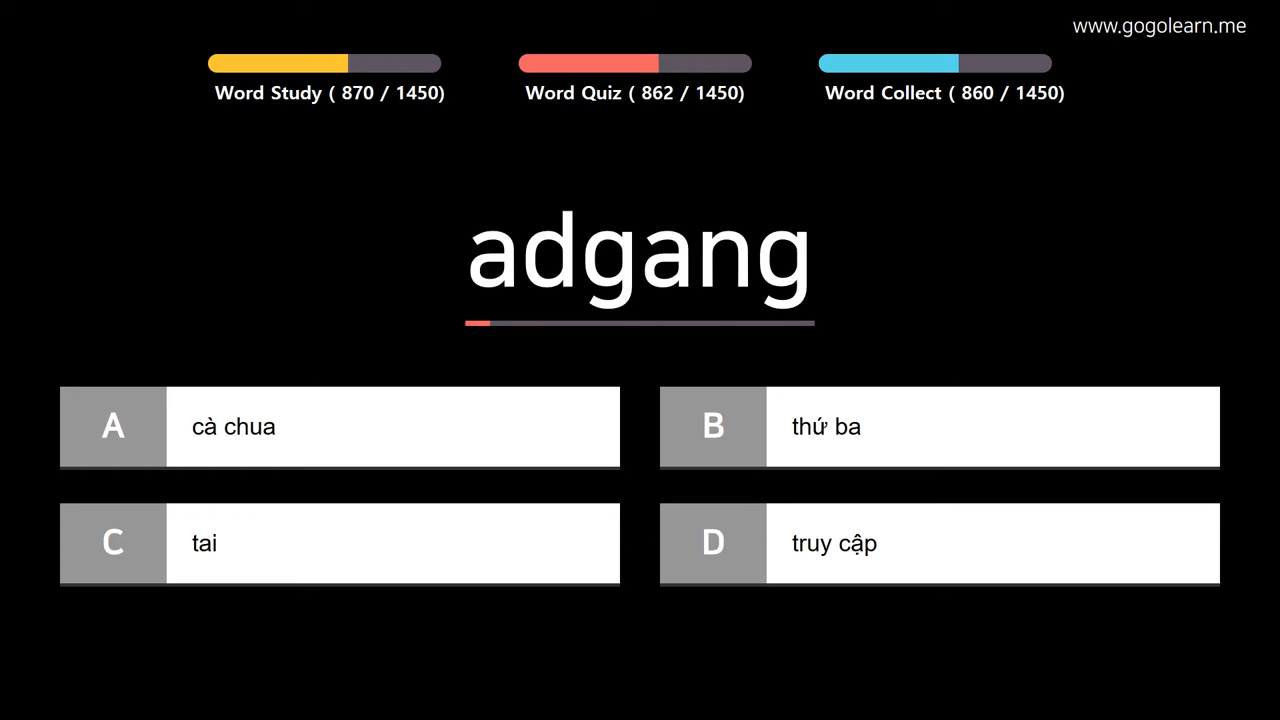 www.gogolearn.me
Word Study ( 870 / 1450)
Word Quiz ( 862 / 1450)
Word Collect ( 860 / 1450)
adgang
A cà chua
B thứ ba
C tai
D truy cập